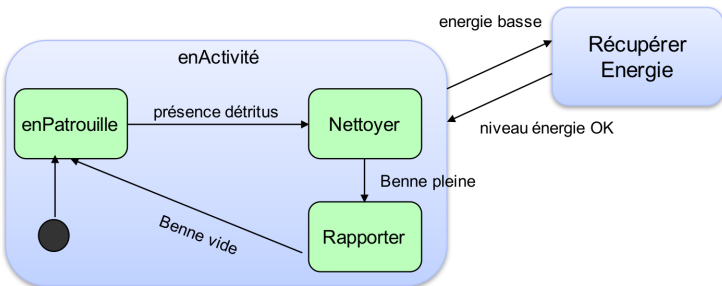 energie basse
Récupérer
Energie
enActivité
enPatrouille
présence détritus
Nettoyer
niveau énergie OK
Benne pleine
Benne vide
Rapporter